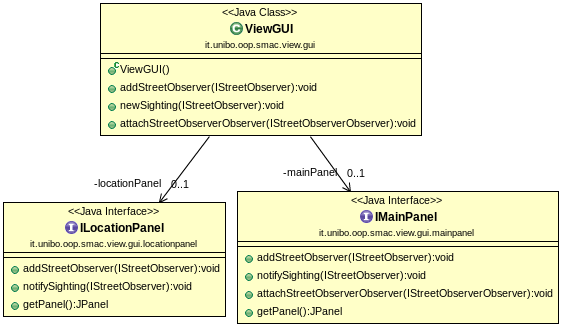 <<Java Class>>
C ViewGUI
it.unibo.oop.smac.view.gui
c ViewGUI()
addStreetObserver(IStreetObserver):void
newSighting(IStreetObserver):void
attachStreetObserverObserver(IStreetObserverObserver):void
-locationPanel 0..1
-mainPanel 0..1
<<Java Interface>>
I ILocationPanel
it.unibo.oop.smac.view.gui.locationpanel
addStreetObserver(IStreetObserver):void
notifySighting(IStreetObserver):void
getPanel():JPanel
<<Java Interface>>
I IMainPanel
it.unibo.oop.smac.view.gui.mainpanel
addStreetObserver(IStreetObserver):void
notifySighting(IStreetObserver):void
attachStreetObserverObserver(IStreetObserverObserver):void
getPanel():JPanel